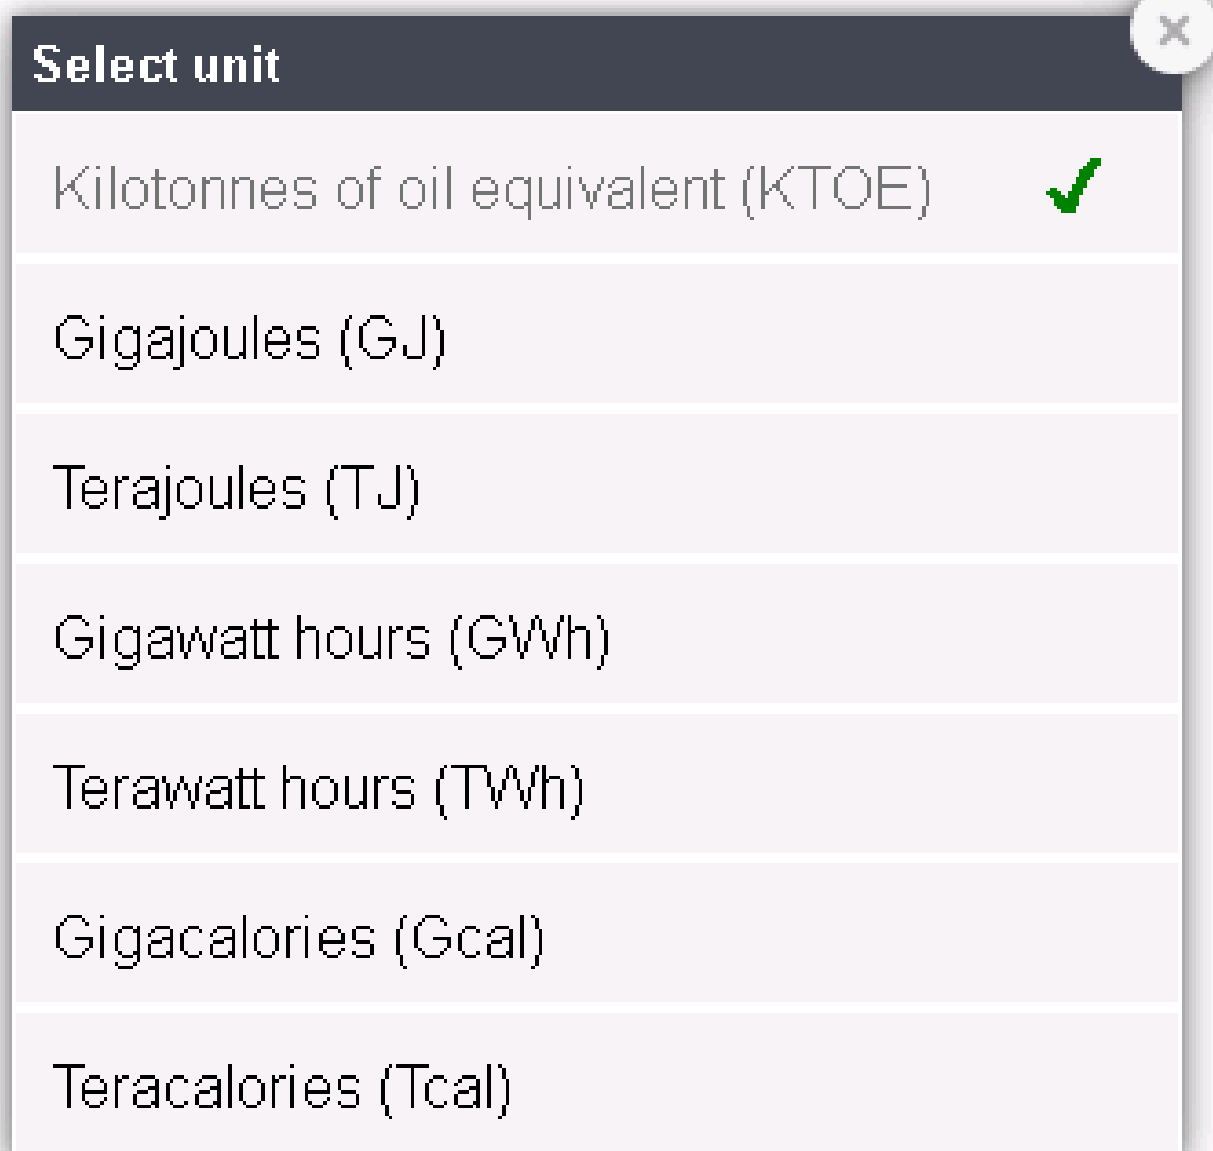 Select unit
Kilotonnes of oil equivalent (KTOE)
Gigajoules (GJ)
Terajoules (TJ)
Gigawatt hours (GWh)
Terawatt hours (TWh)
Gigacalories (Gcal)
Teracalories (Tcal)